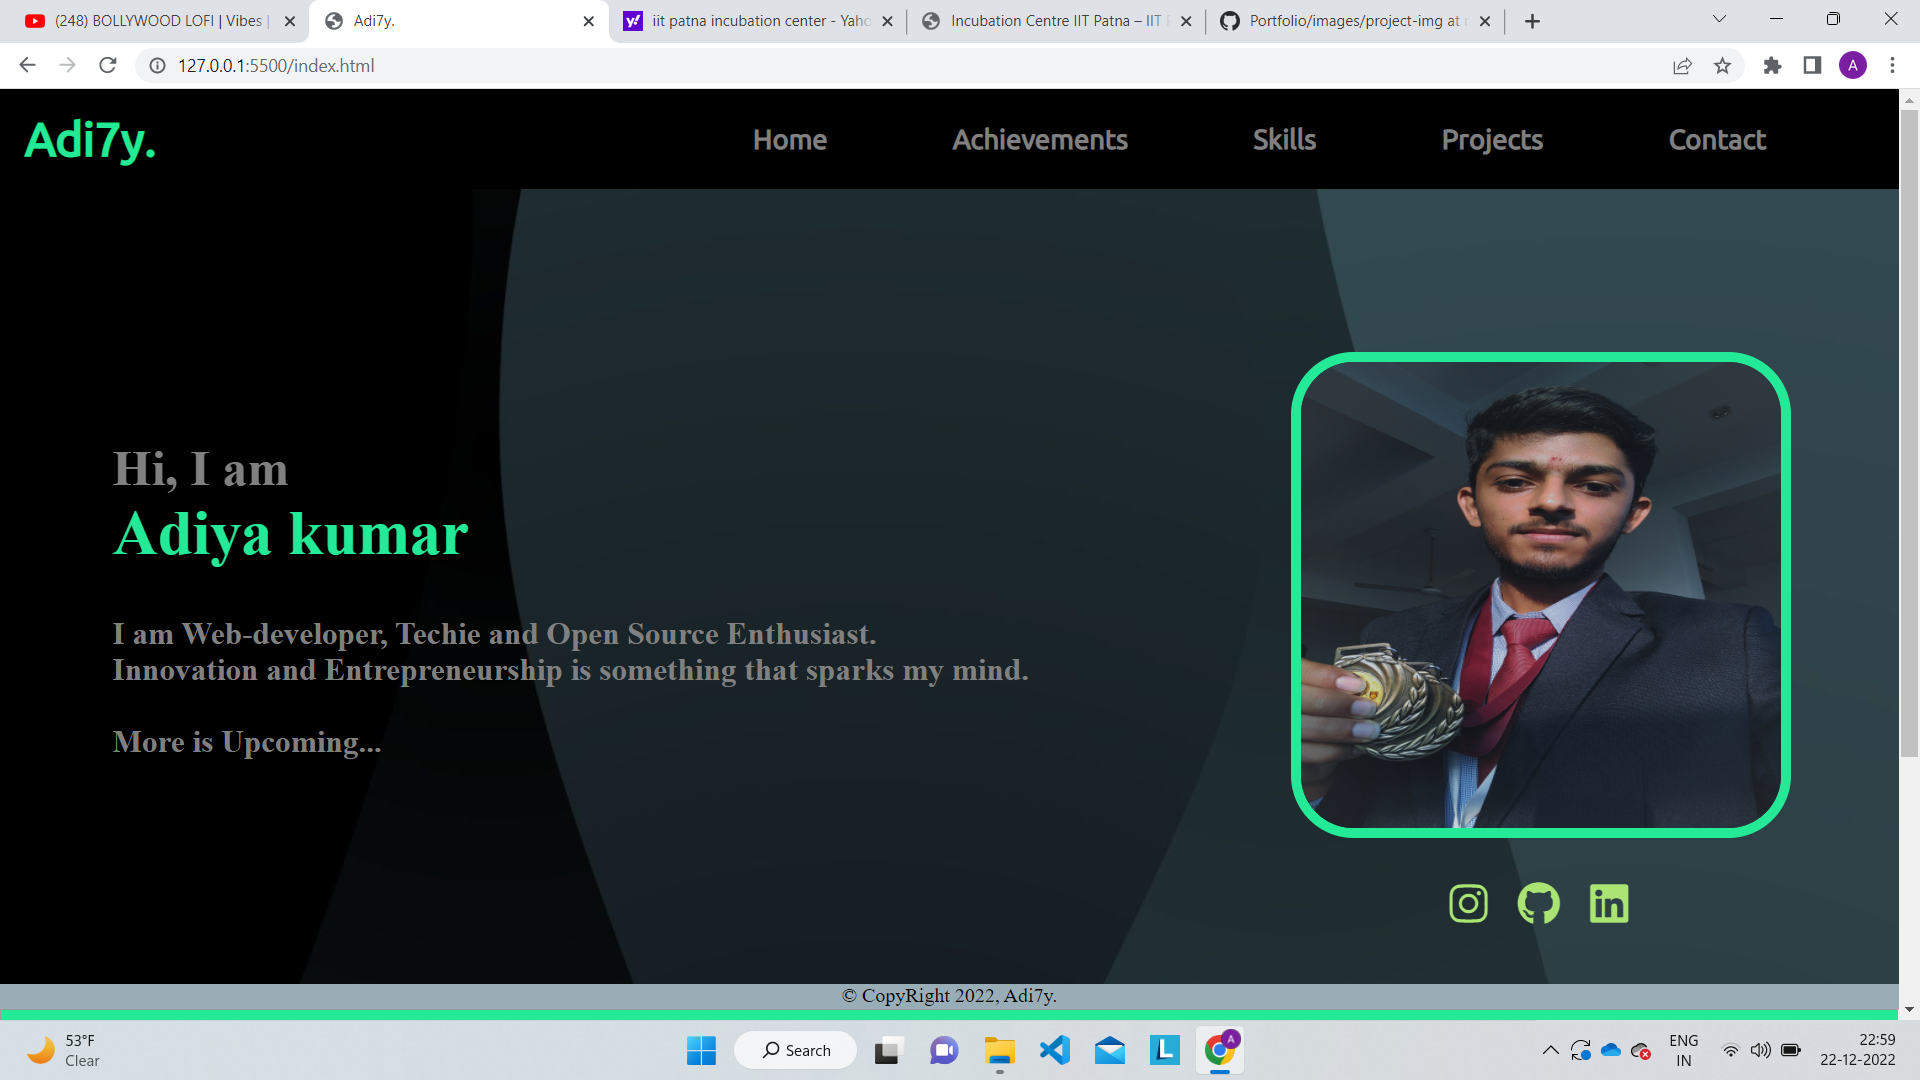 (248) BOLLYWOOD LOFI | Vibes |
Adi7y.
iit patna incubation center - Yaho
Incubation Centre IIT Patna – IIT
Portfolio/images/project-img at
127.0.0.1:5500/index.html
A
Adi7y.
Home
Achievements
Skills
Projects
Contact
Hi, I am
Adiya kumar
I am Web-developer, Techie and Open Source Enthusiast.
Innovation and Entrepreneurship is something that sparks my mind.
More is Upcoming...
© CopyRight 2022, Adi7y.
53°F
Clear
Search
L
A
ENG
IN
22:59
22-12-2022